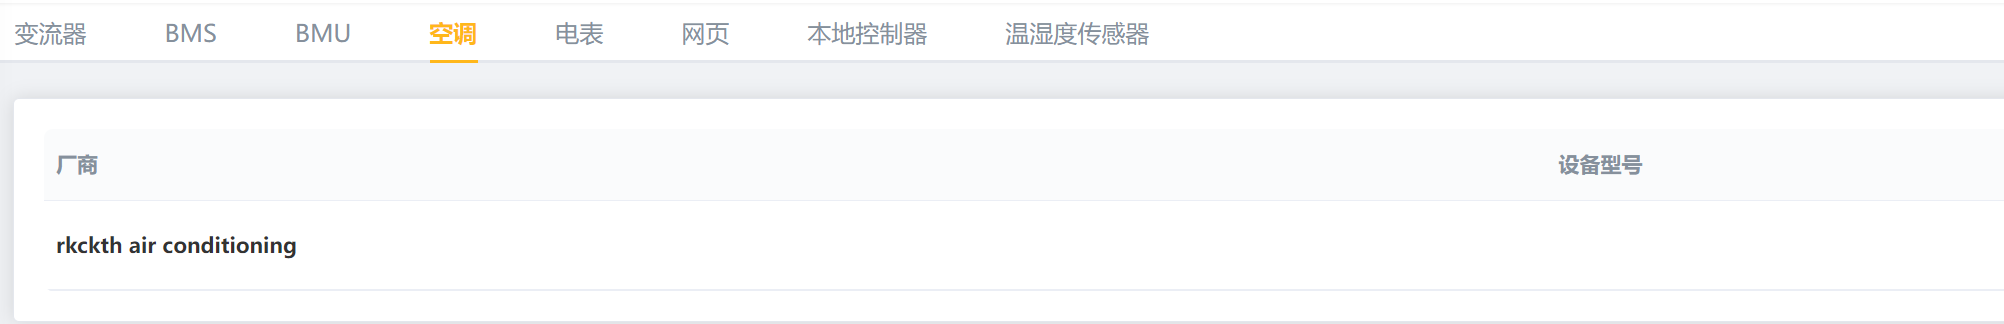 变流器 BMS BMU 空调 电表 网页 本地控制器 温湿度传感器
厂商 设备型号
rkckth air conditioning